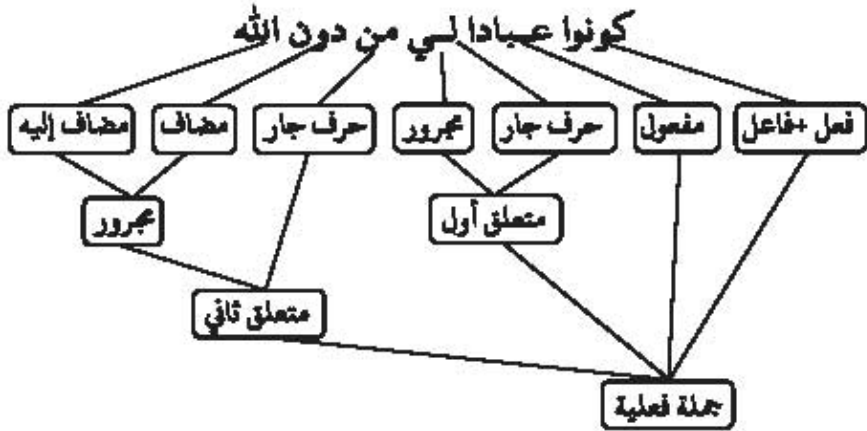 كونوا عبادا لي من دون الله
فعل +فاعل
مفعول
حرف جار
مجرور
حرف جار
مضاف
مضاف إليه
متعلق أول
مجرور
متعلق ثاني
جملة فعلية